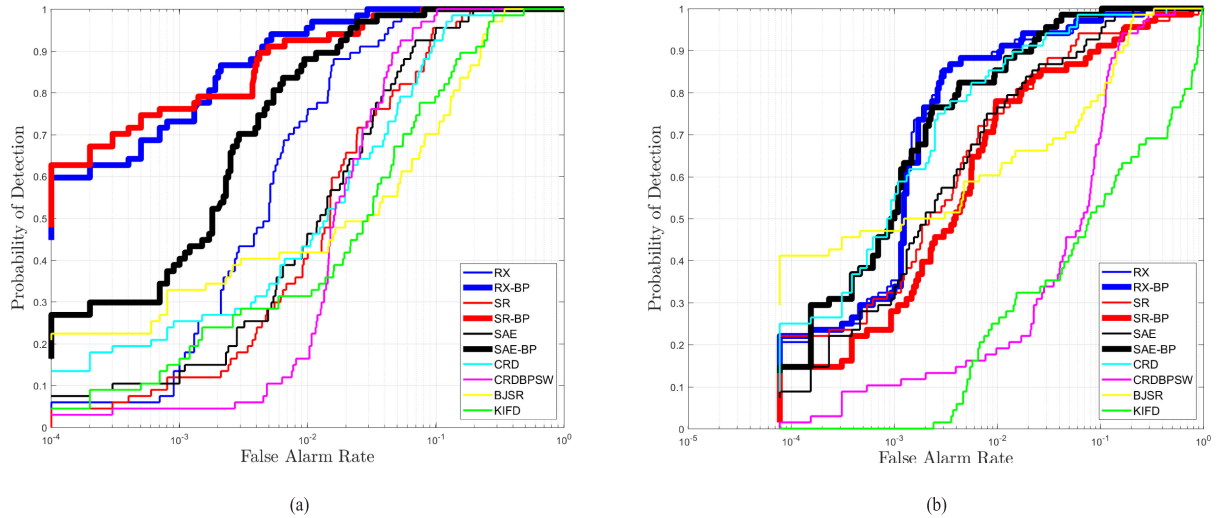 1
0.9
0.8
0.7
0.6
0.5
0.4
0.3
0.2
0.1
0
Probability of Detection
10-4
10-3
10-2
10-1
100
False Alarm Rate
RX
RX-BP
SR
SR-BP
SAE
SAE-BP
CRD
CRDBPSW
BJSR
KIFD
(a)
1
0.9
0.8
0.7
0.6
0.5
0.4
0.3
0.2
0.1
0
Probability of Detection
10-5
10-4
10-3
10-2
10-1
100
False Alarm Rate
RX
RX-BP
SR
SR-BP
SAE
SAE-BP
CRD
CRDBPSW
BJSR
KIFD
(b)